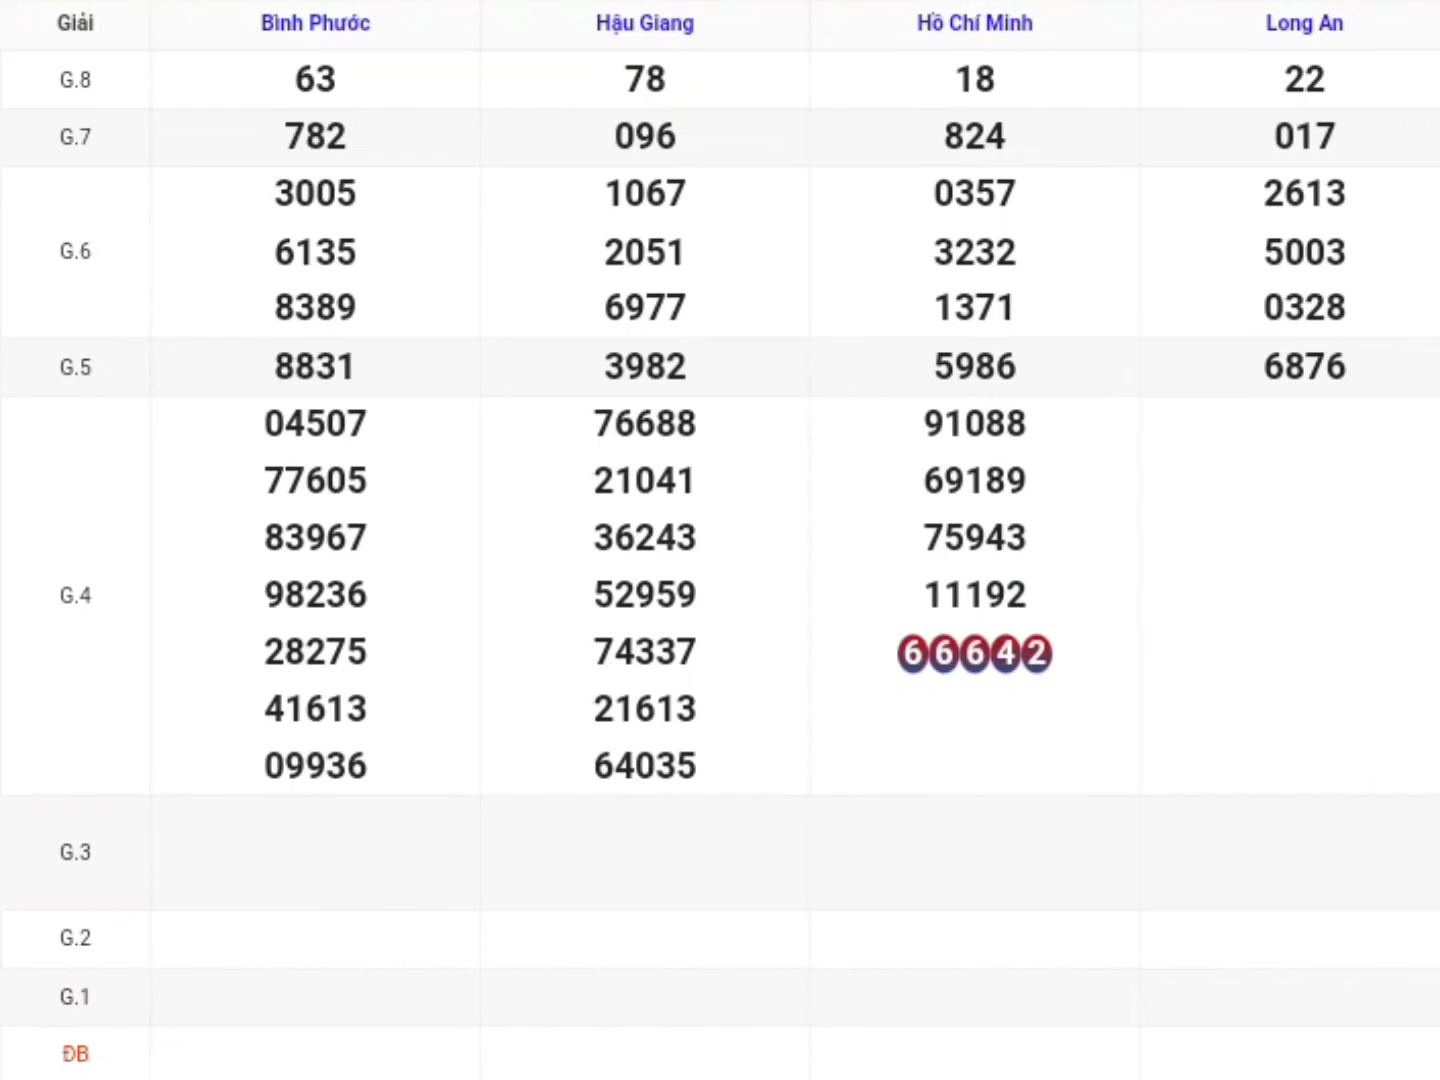 Giải Bình Phước Hậu Giang Hồ Chí Minh Long An
G.8 63 78 18 22
G.7 782 096 824 017
3005 1067 0357 2613
G.6 6135 2051 3232 5003
8389 6977 1371 0328
G.5 8831 3982 5986 6876
04507 76688 91088
77605 21041 69189
83967 36243 75943
G.4 98236 52959 11192
28275 74337 66642
41613 21613
09936 64035
G.3
G.2
G.1
ĐB